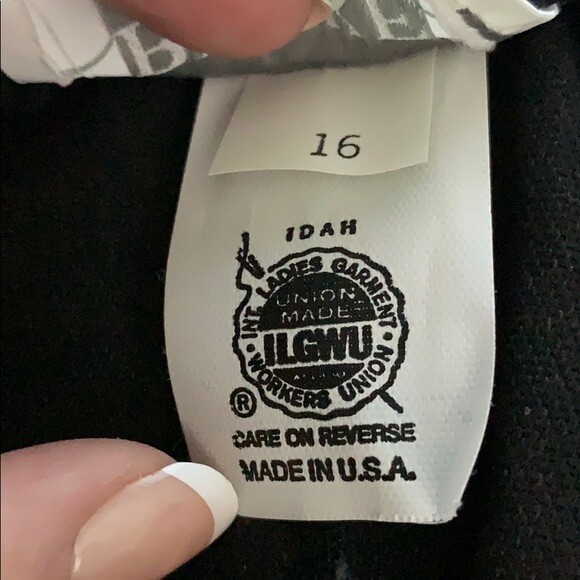 16
IDAH
INT. LADIES GARMENT
WORKERS UNION
UNION
MADE
ILGWU
®
CARE ON REVERSE
MADE IN U.S.A.